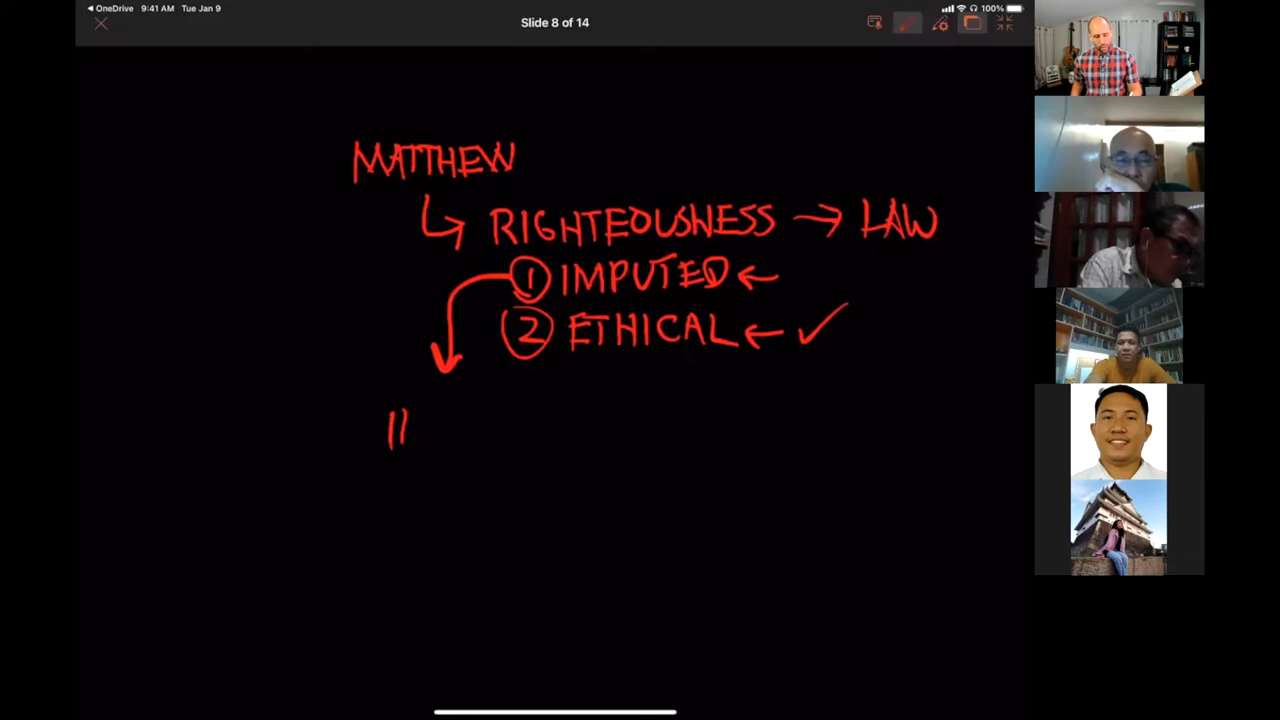 OneDrive 9:41 AM Tue Jan 9 100%
Slide 8 of 14
MATTHEW
RIGHTEOUSNESS → LAW
① IMPUTED ←
② ETHICAL ← ✓